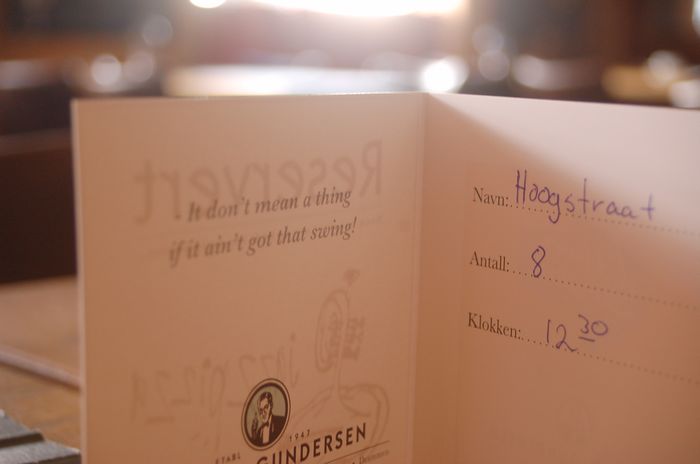 Reservert
It don't mean a thing
if it ain't got that swing!
ETABL 1947
GUNDERSEN
Navn: Hoogstraat
Antall: 8
Klokken: 12 30